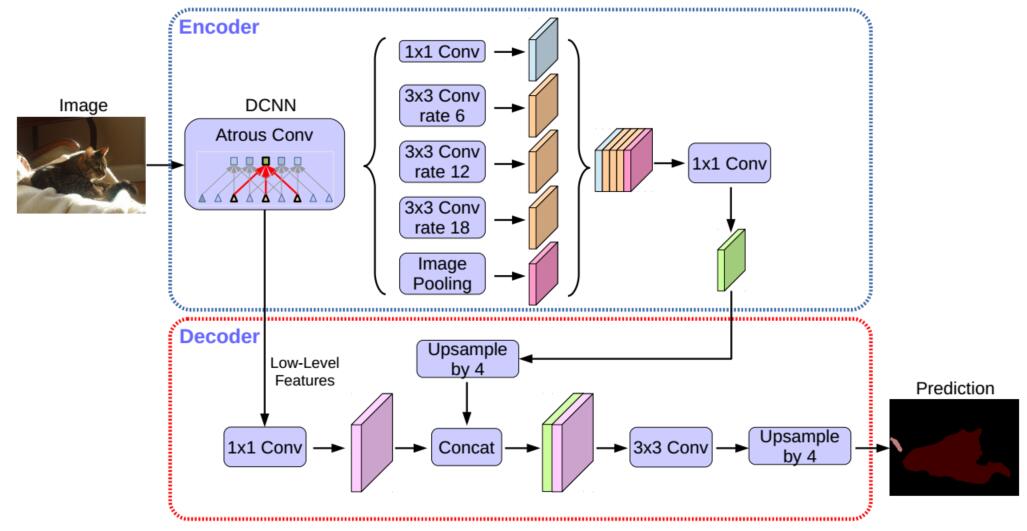 Encoder
Image
DCNN
Atrous Conv
1x1 Conv
3x3 Conv
rate 6
3x3 Conv
rate 12
3x3 Conv
rate 18
Image
Pooling
1x1 Conv
Decoder
Low-Level
Features
Upsample
by 4
1x1 Conv
Concat
3x3 Conv
Upsample
by 4
Prediction